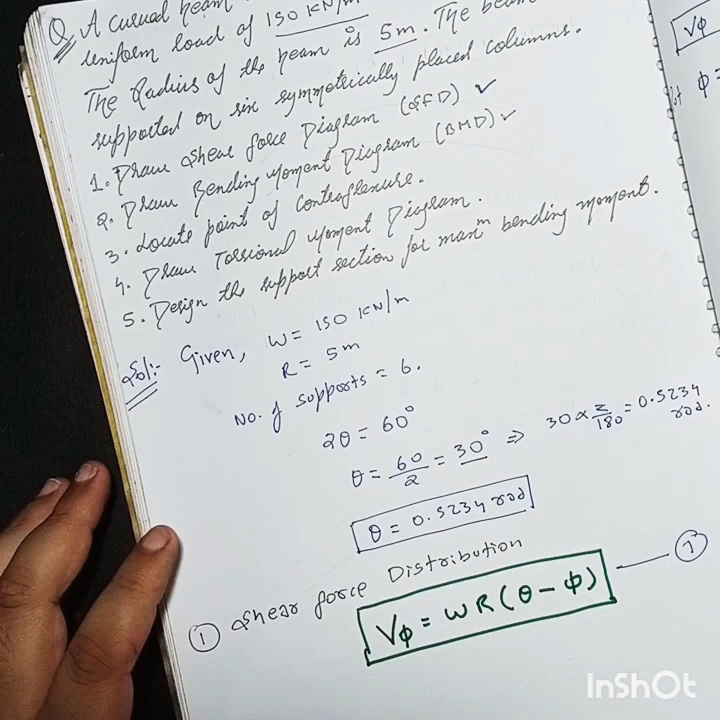 Q, A curved beam
uniform load of 150 KN/m
The Radius of the beam is 5m. The beam
supported on six symmetrically placed columns.
1. Draw Shear force Diagram (SFD) ✓
2. Draw Bending Moment Diagram (BMD) ✓
3. Locate point of Contraflexure.
4. Draw Torsional Moment Diagram.
5. Design the support section for maxm bending moment.
Sol:- Given, W = 150 KN/m
R = 5m
No. of supports = 6.
2θ = 60°
θ = 60/2 = 30° ⇒ 30 x π/180 = 0.5234 rad.
θ = 0.5234 rad
① Shear force Distribution
Vφ = WR(θ - φ) — ①
Vφ
φ =
InShOt